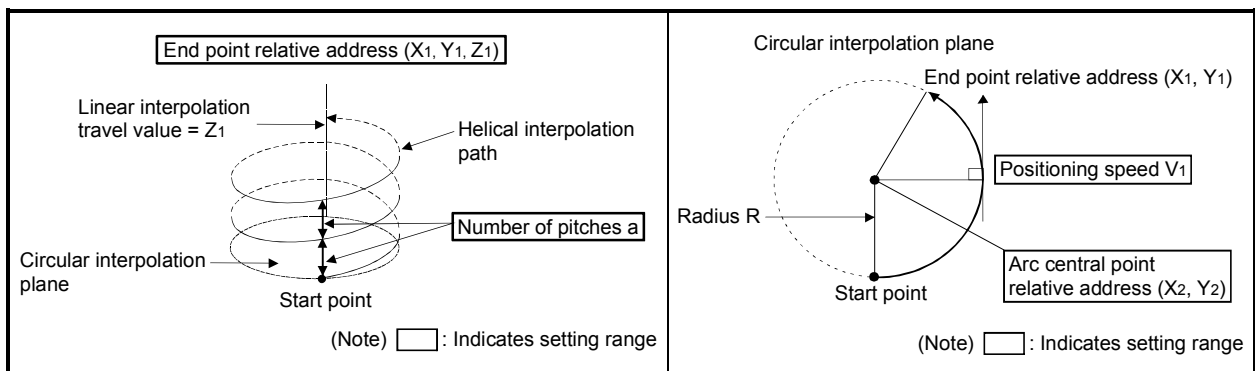 End point relative address (X1, Y1, Z1)
Linear interpolation
travel value = Z1
Helical interpolation
path
Number of pitches a
Circular interpolation
plane
Start point
(Note) : Indicates setting range
Circular interpolation plane
End point relative address (X1, Y1)
Positioning speed V1
Radius R
Arc central point
relative address (X2, Y2)
Start point
(Note) : Indicates setting range